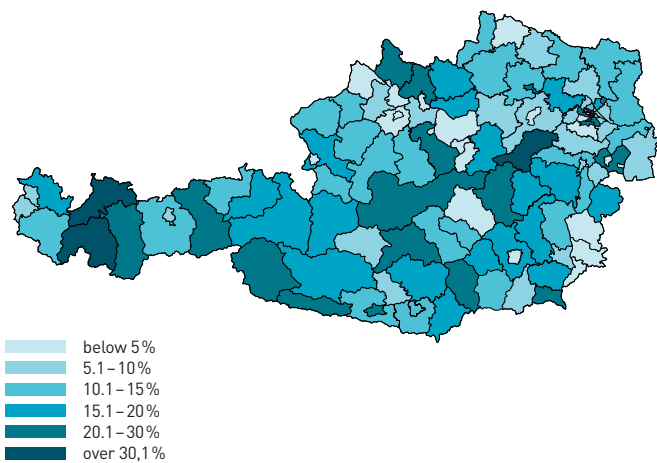 below 5 %
5.1 – 10 %
10.1 – 15 %
15.1 – 20 %
20.1 – 30 %
over 30,1 %